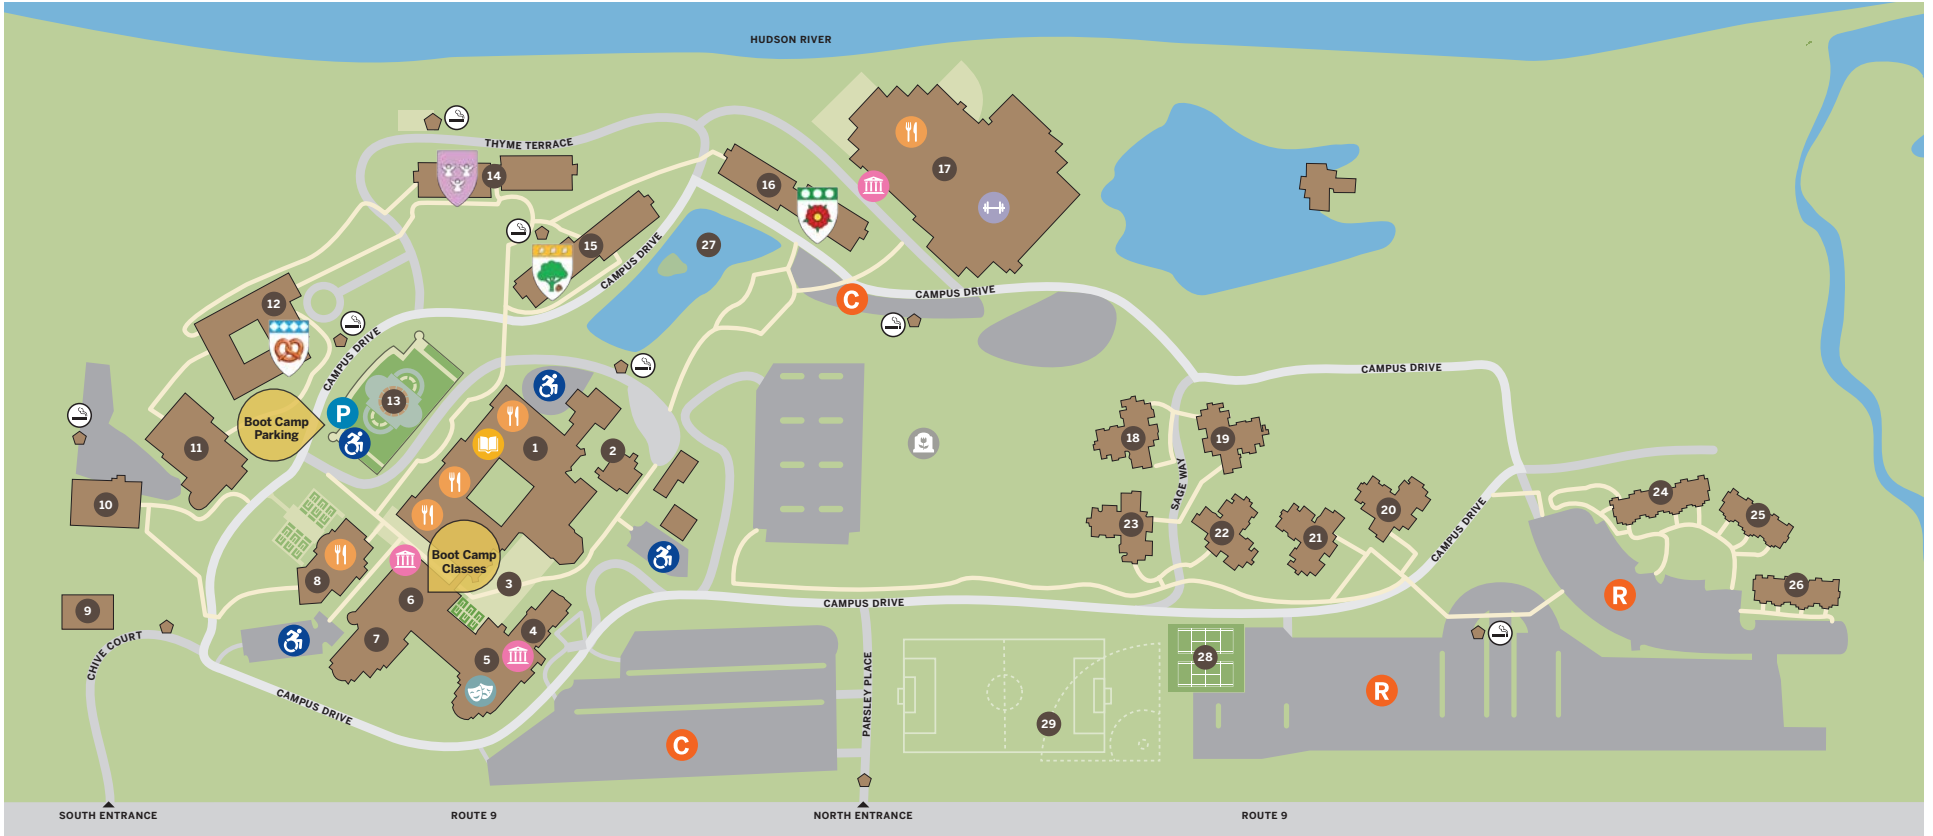 HUDSON RIVER
THYME TERRACE
17
14
16
15
27
CAMPUS DRIVE
C
CAMPUS DRIVE
12
CAMPUS DRIVE
CAMPUS DRIVE
13
P
Boot Camp
Parking
11
1
2
18
19
10
SAGE WAY
23
22
21
20
CAMPUS DRIVE
24
25
26
R
Boot Camp
Classes
3
8
6
9
7
4
5
CHIVE COURT
CAMPUS DRIVE
CAMPUS DRIVE
PARSLEY PLACE
C
28
29
R
SOUTH ENTRANCE
ROUTE 9
NORTH ENTRANCE
ROUTE 9